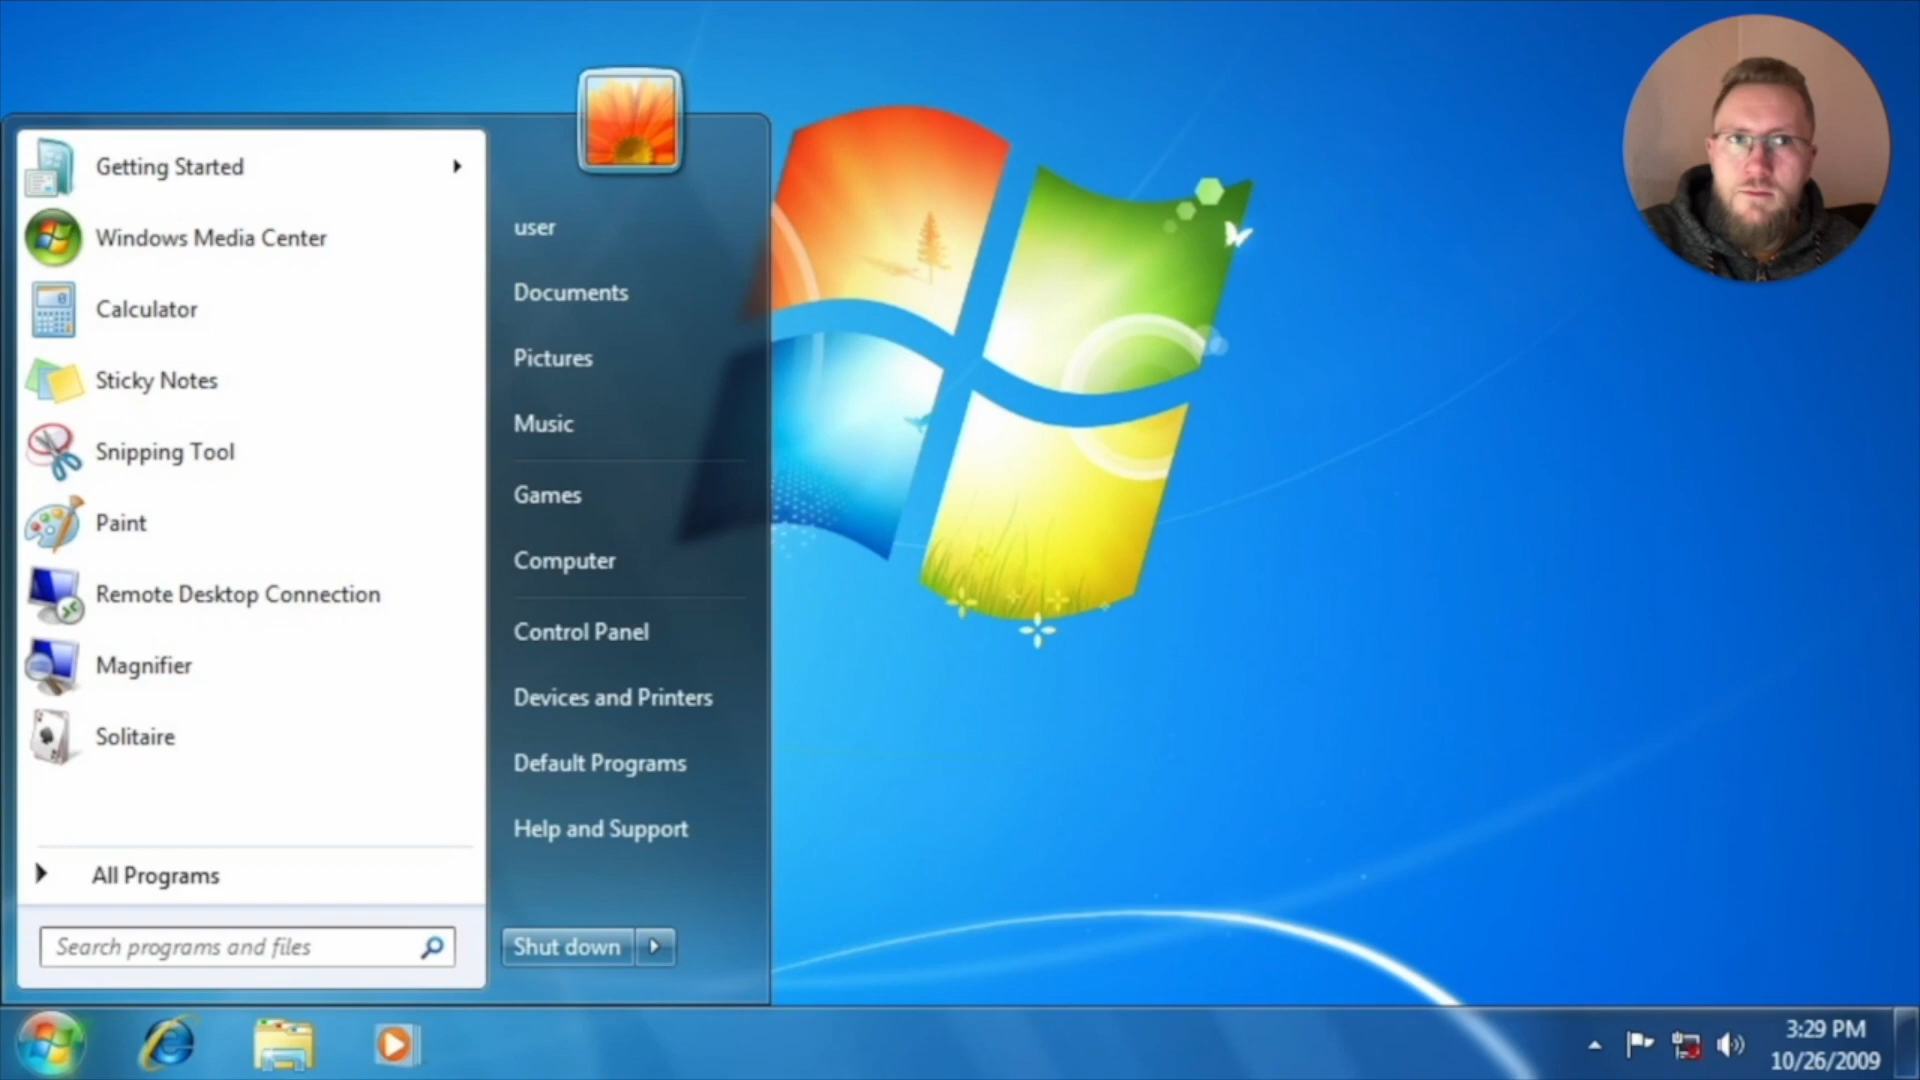 Getting Started
Windows Media Center
Calculator
Sticky Notes
Snipping Tool
Paint
Remote Desktop Connection
Magnifier
Solitaire
All Programs
Search programs and files
user
Documents
Pictures
Music
Games
Computer
Control Panel
Devices and Printers
Default Programs
Help and Support
Shut down
3:29 PM
10/26/2009